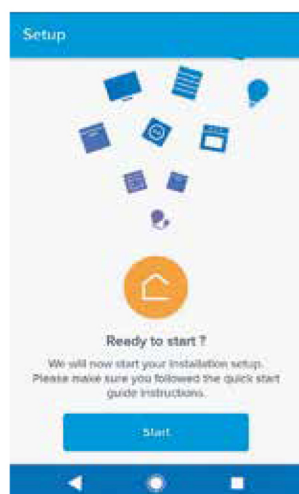 Setup
Ready to start ?
We will now start your installation setup.
Please make sure you followed the quick start
guide instructions.
Start